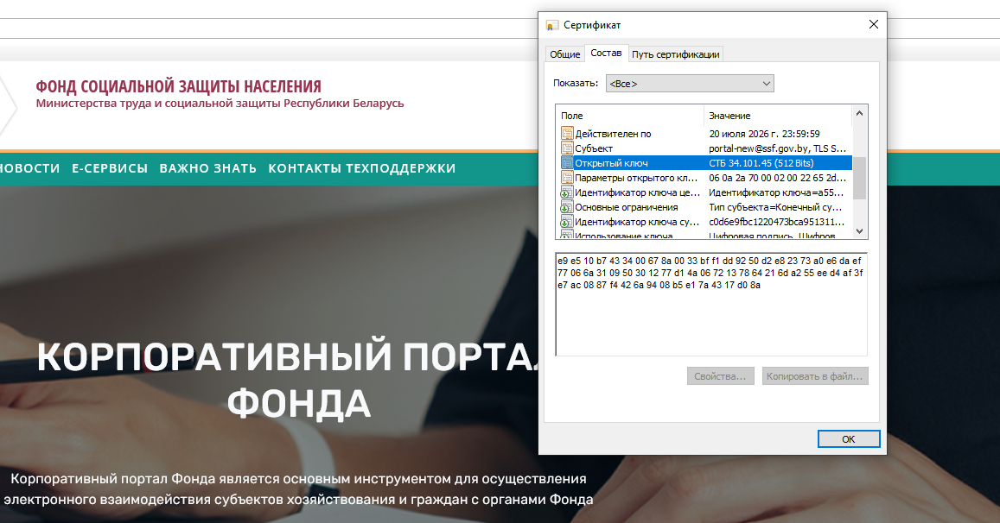 ФОНД СОЦИАЛЬНОЙ ЗАЩИТЫ НАСЕЛЕНИЯ
Министерства труда и социальной защиты Республики Беларусь
НОВОСТИ Е-СЕРВИСЫ ВАЖНО ЗНАТЬ КОНТАКТЫ ТЕХПОДДЕРЖКИ
КОРПОРАТИВНЫЙ ПОРТАЛ
ФОНДА
Корпоративный портал Фонда является основным инструментом для осуществления
электронного взаимодействия субъектов хозяйствования и граждан с органами Фонда
Сертификат
Общие Состав Путь сертификации
Показать: <Все>
Поле Значение
Действителен по 20 июля 2026 г. 23:59:59
Субъект portal-new@ssf.gov.by, TLS S...
Открытый ключ СТБ 34.101.45 (512 Bits)
Параметры открытого кл... 06 0a 2a 70 00 02 00 22 65 2d...
Идентификатор ключа це... Идентификатор ключа=a55...
Основные ограничения Тип субъекта=Конечный су...
Идентификатор ключа су... c0d6e9fbc1220473bca951311...
Использование ключа Цифровая подпись, Шифров...
e9 e5 10 b7 43 34 00 67 8a 00 33 bf f1 dd 92 50 d2 e8 23 73 a0 e6 da ef
77 06 6a 31 09 50 30 12 77 d1 4a 06 72 13 78 64 21 6d a2 55 ee d4 af 3f
e7 ac 08 87 f4 42 6a 94 08 b5 e1 7a 43 17 d0 8a
Свойства... Копировать в файл...
ОК